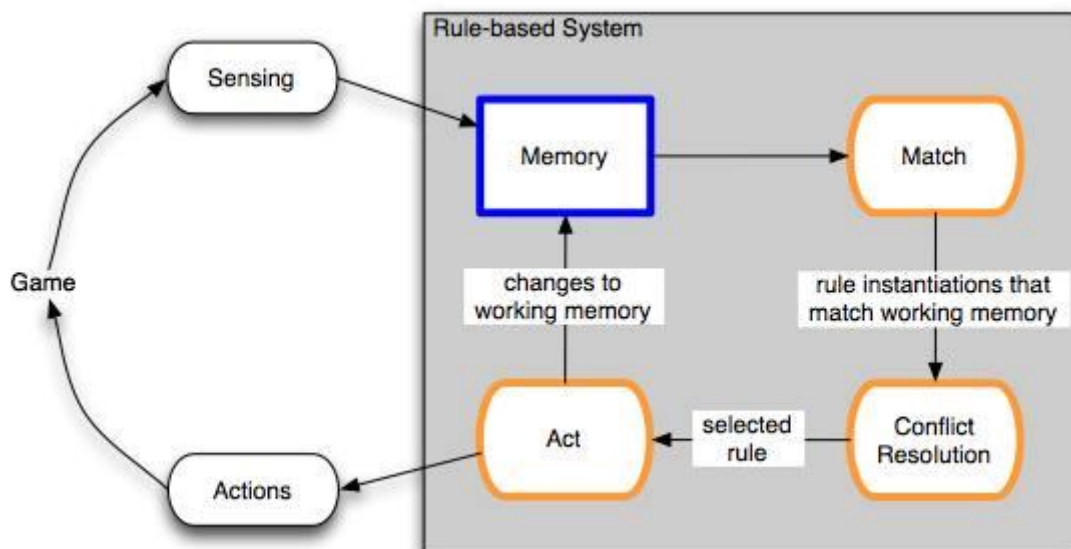 Rule-based System
Sensing
Memory
Match
Game
changes to
working memory
rule instantiations that
match working memory
Act
selected
rule
Conflict
Resolution
Actions